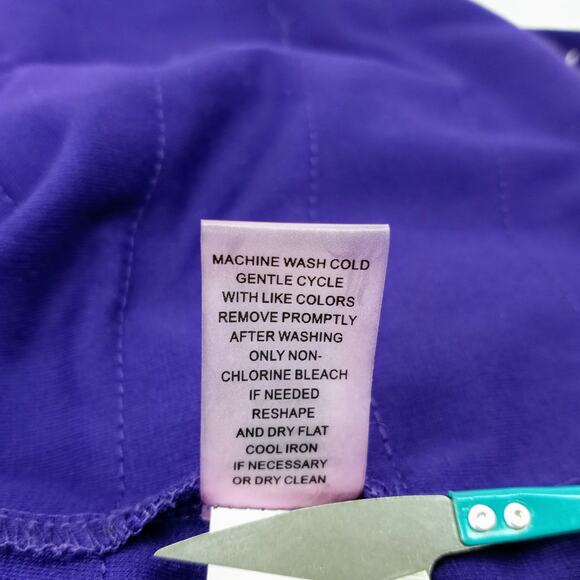 MACHINE WASH COLD
GENTLE CYCLE
WITH LIKE COLORS
REMOVE PROMPTLY
AFTER WASHING
ONLY NON-
CHLORINE BLEACH
IF NEEDED
RESHAPE
AND DRY FLAT
COOL IRON
IF NECESSARY
OR DRY CLEAN